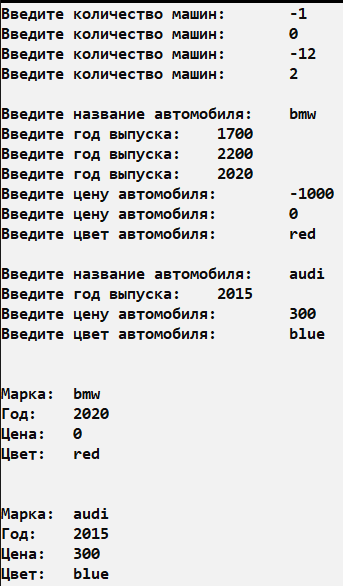 Введите количество машин: -1
Введите количество машин: 0
Введите количество машин: -12
Введите количество машин: 2
Введите название автомобиля: bmw
Введите год выпуска: 1700
Введите год выпуска: 2200
Введите год выпуска: 2020
Введите цену автомобиля: -1000
Введите цену автомобиля: 0
Введите цвет автомобиля: red
Введите название автомобиля: audi
Введите год выпуска: 2015
Введите цену автомобиля: 300
Введите цвет автомобиля: blue
Марка: bmw
Год: 2020
Цена: 0
Цвет: red
Марка: audi
Год: 2015
Цена: 300
Цвет: blue